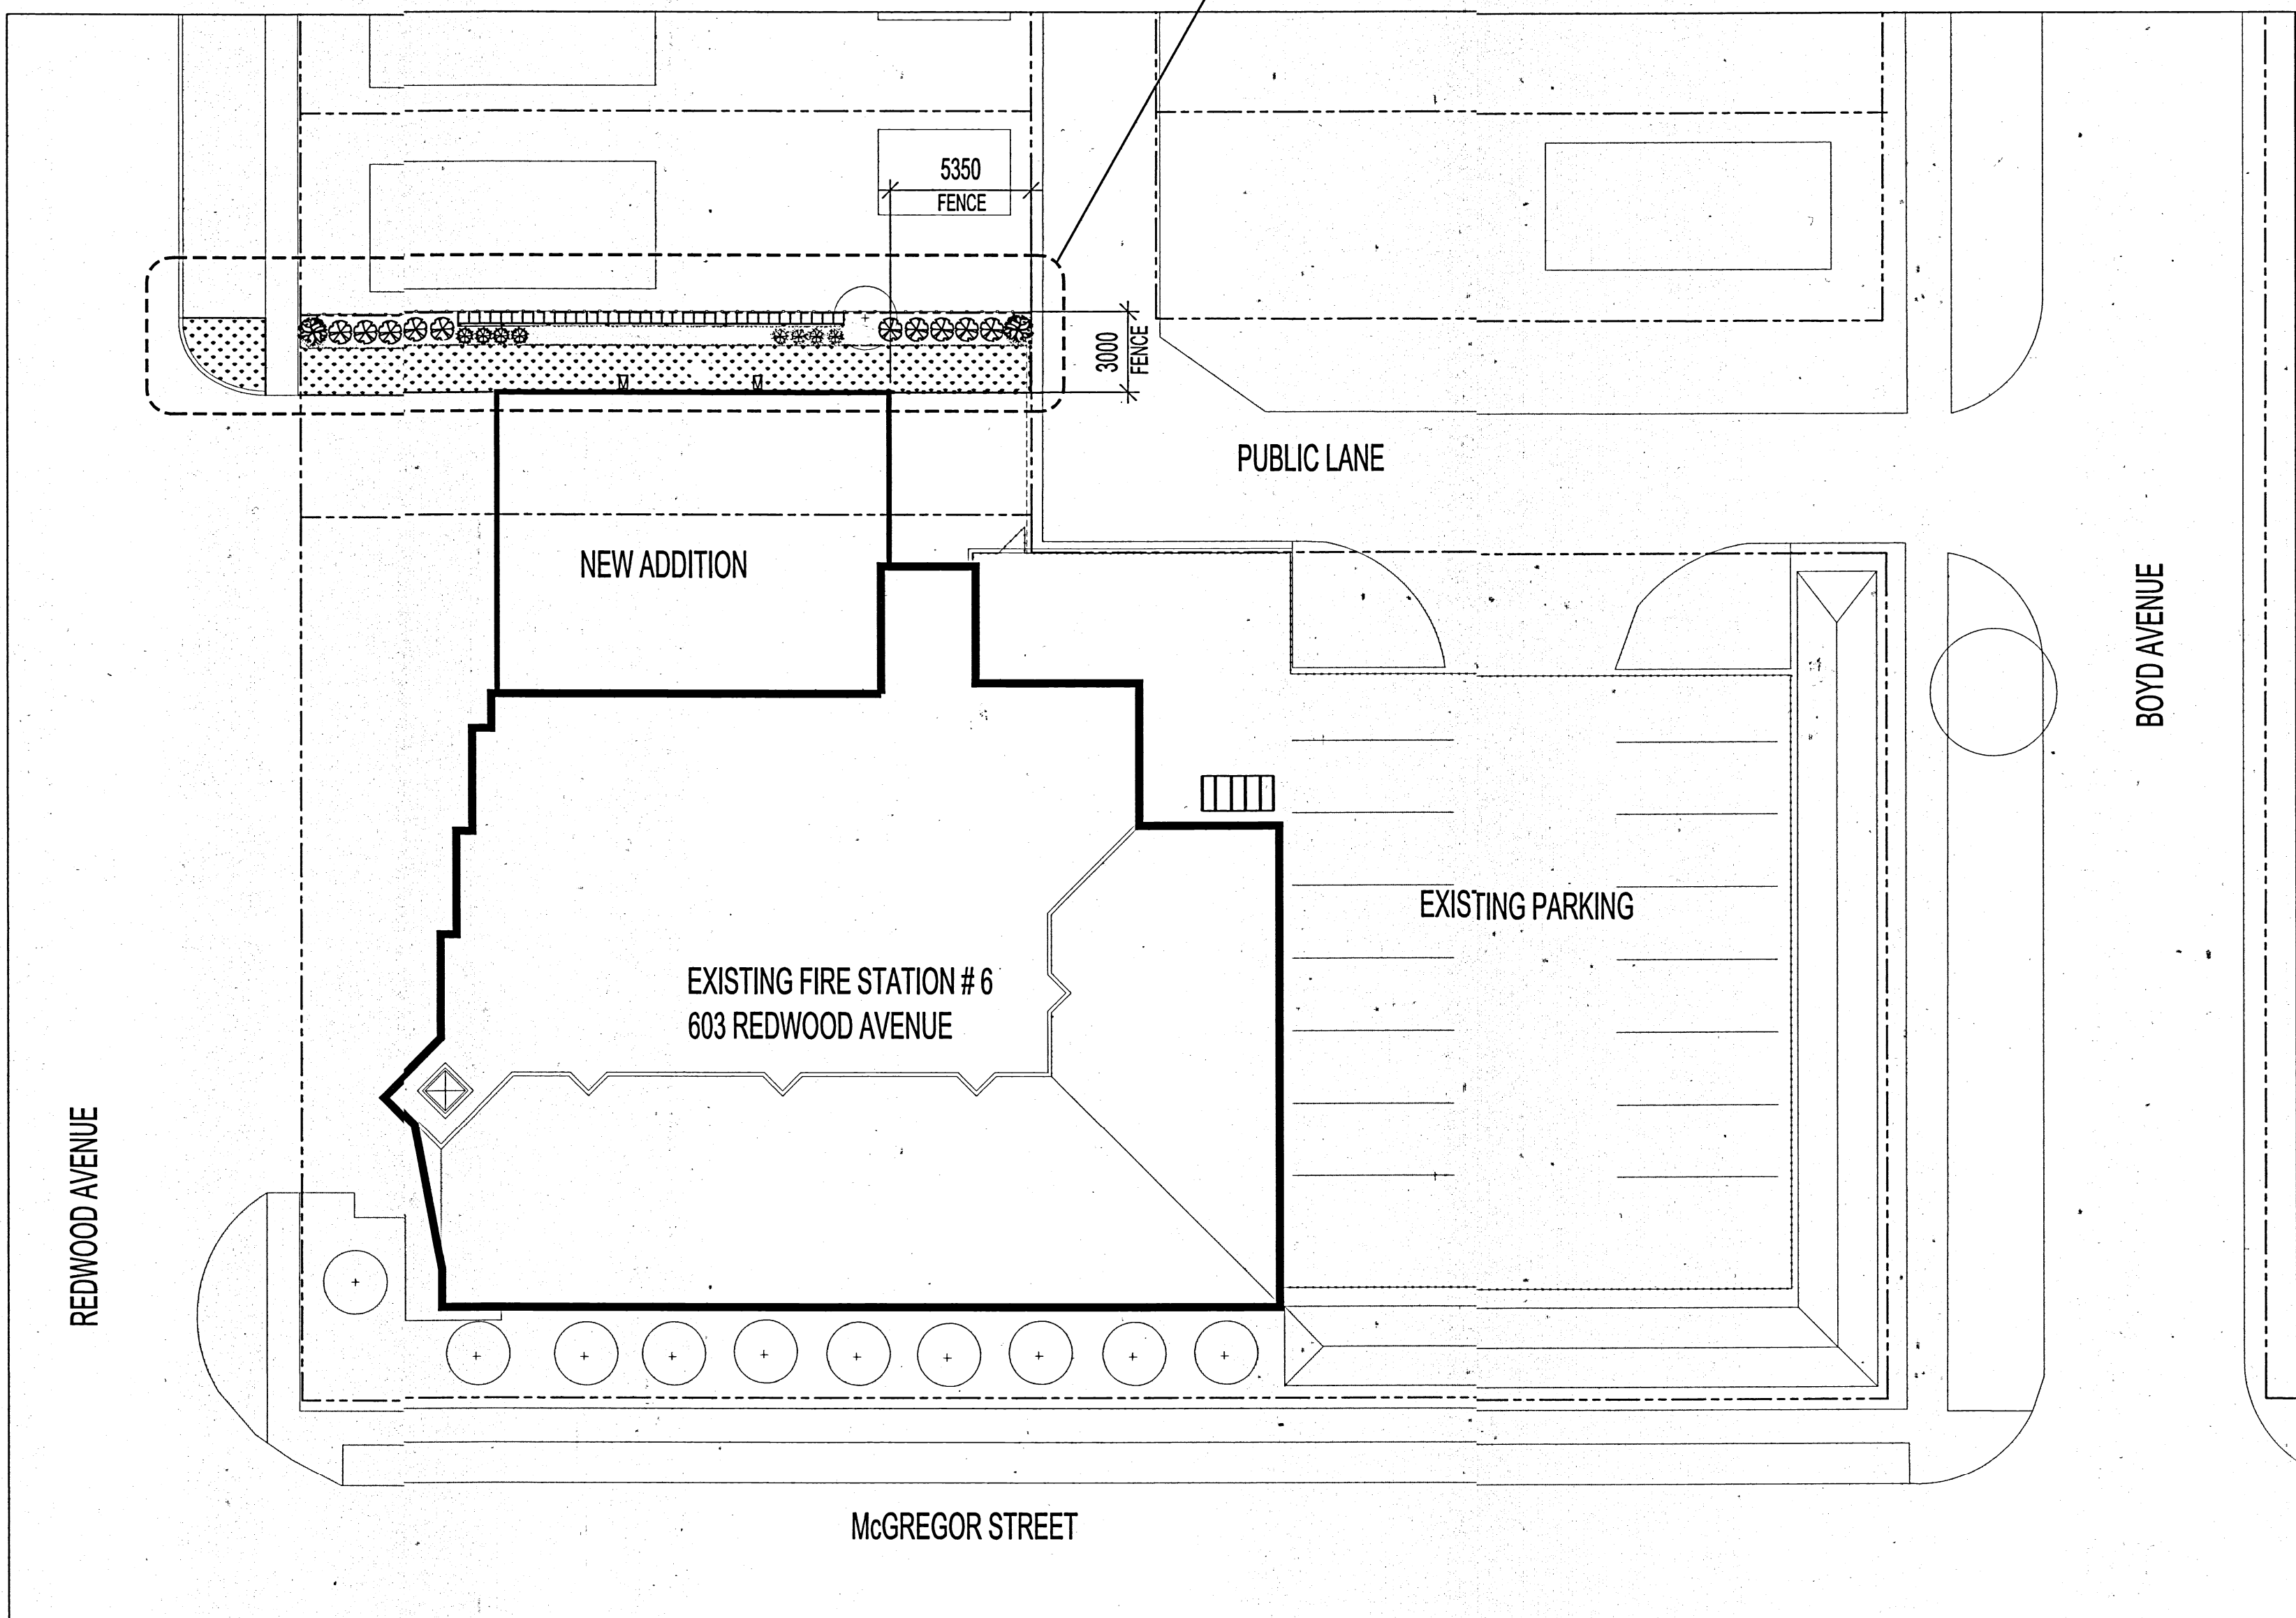 5350
FENCE
3000
FENCE
PUBLIC LANE
NEW ADDITION
BOYD AVENUE
EXISTING PARKING
EXISTING FIRE STATION # 6
603 REDWOOD AVENUE
REDWOOD AVENUE
McGREGOR STREET